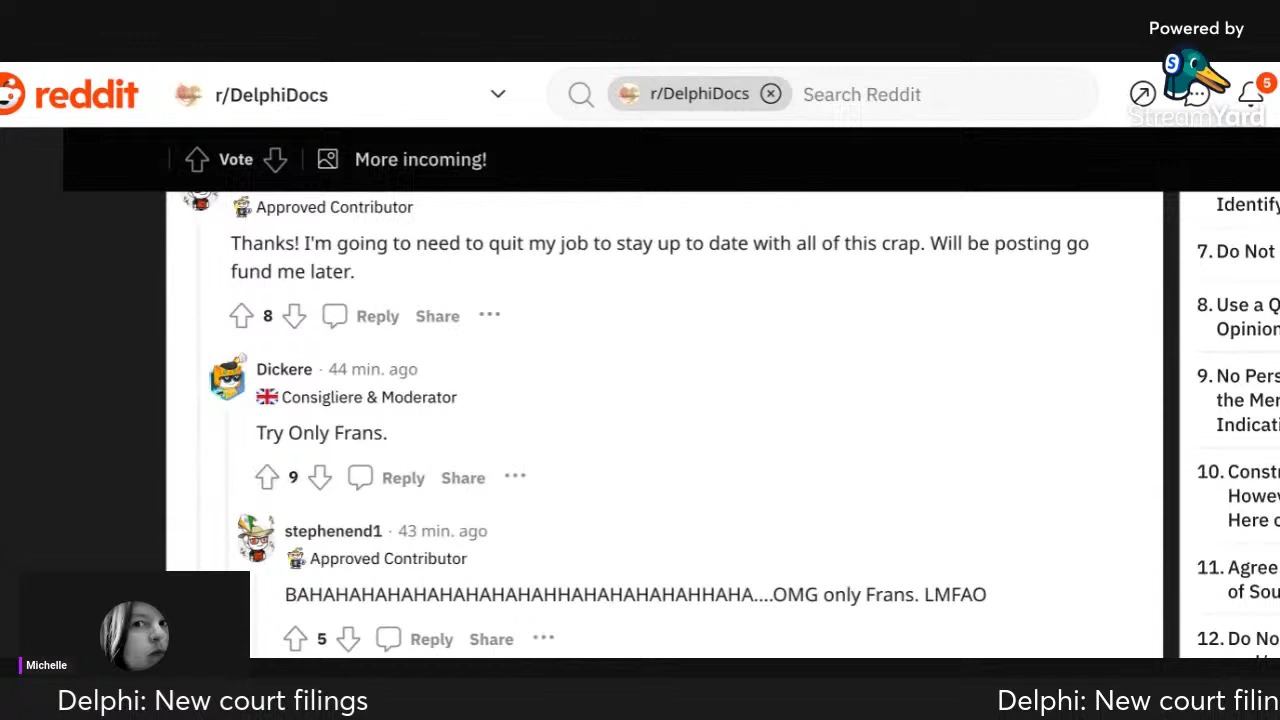 Powered by
StreamYard
reddit
r/DelphiDocs
r/DelphiDocs
Search Reddit
5
Vote
More incoming!
Approved Contributor
Thanks! I'm going to need to quit my job to stay up to date with all of this crap. Will be posting go
fund me later.
8
Reply
Share
Dickere · 44 min. ago
Consigliere & Moderator
Try Only Frans.
9
Reply
Share
stephenend1 · 43 min. ago
Approved Contributor
BAHAHAHAHAHAHAHAHAHAHHAHAHAHAHAHHAHA....OMG only Frans. LMFAO
5
Reply
Share
Identify
7. Do Not
8. Use a Q
Opinion
9. No Pers
the Mer
Indicati
10. Constr
Howev
Here o
11. Agree
of Sou
12. Do No
Michelle
Delphi: New court filings
Delphi: New court filin